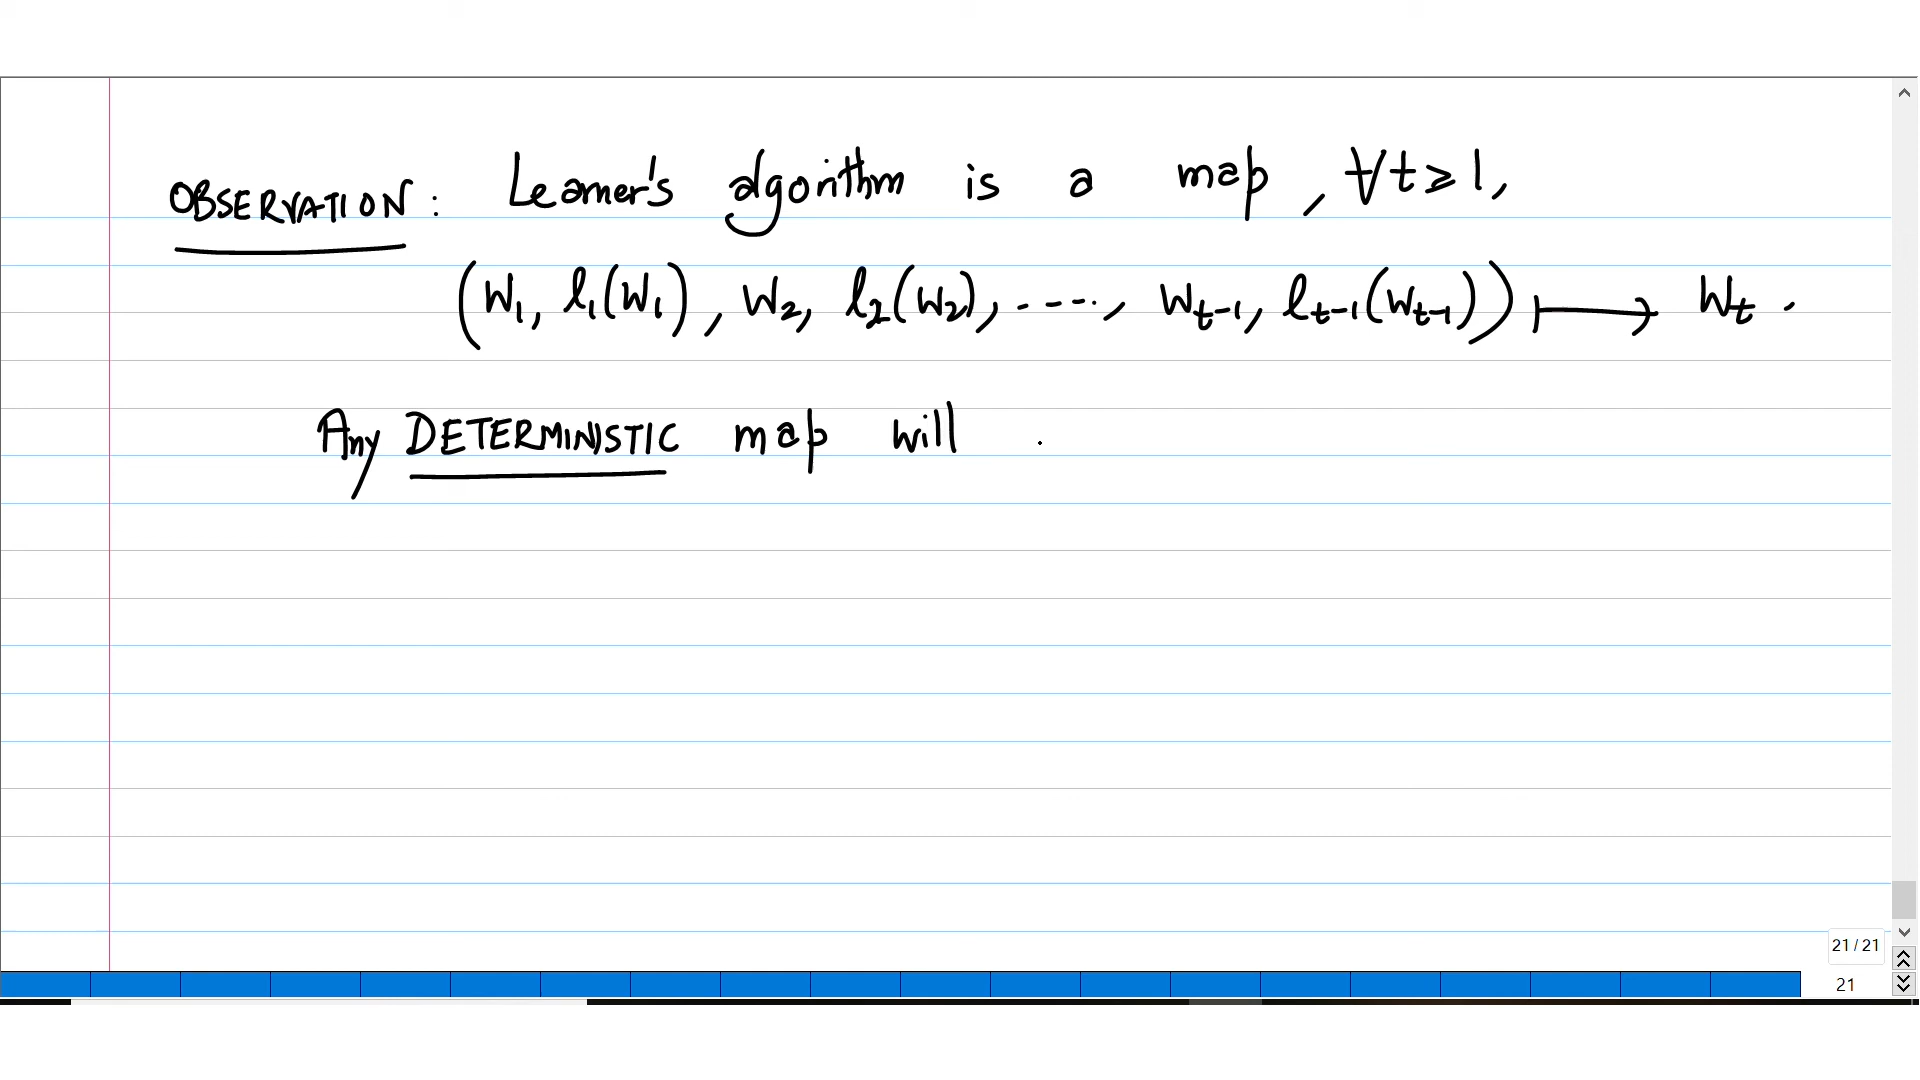 OBSERVATION: Learner's algorithm is a map, ∀t≥1,
(W₁, l₁(W₁), W₂, l₂(W₂), ...., Wₜ₋₁, lₜ₋₁(Wₜ₋₁)) ⟼ Wₜ.
Any DETERMINISTIC map will .
21 / 21
21